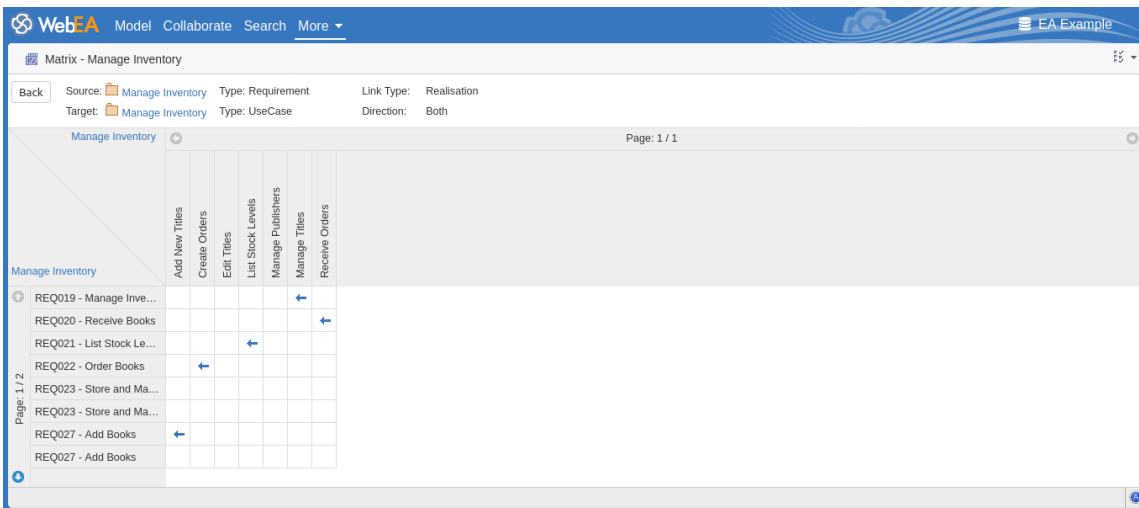 WebEA Model Collaborate Search More EA Example
Matrix - Manage Inventory
Back Source: Manage Inventory Type: Requirement Link Type: Realisation
Target: Manage Inventory Type: UseCase Direction: Both
Manage Inventory Page: 1 / 1
Add New Titles
Create Orders
Edit Titles
List Stock Levels
Manage Publishers
Manage Titles
Receive Orders
Manage Inventory
Page: 1 / 2
REQ019 - Manage Inve...
REQ020 - Receive Books
REQ021 - List Stock Le...
REQ022 - Order Books
REQ023 - Store and Ma...
REQ023 - Store and Ma...
REQ027 - Add Books
REQ027 - Add Books